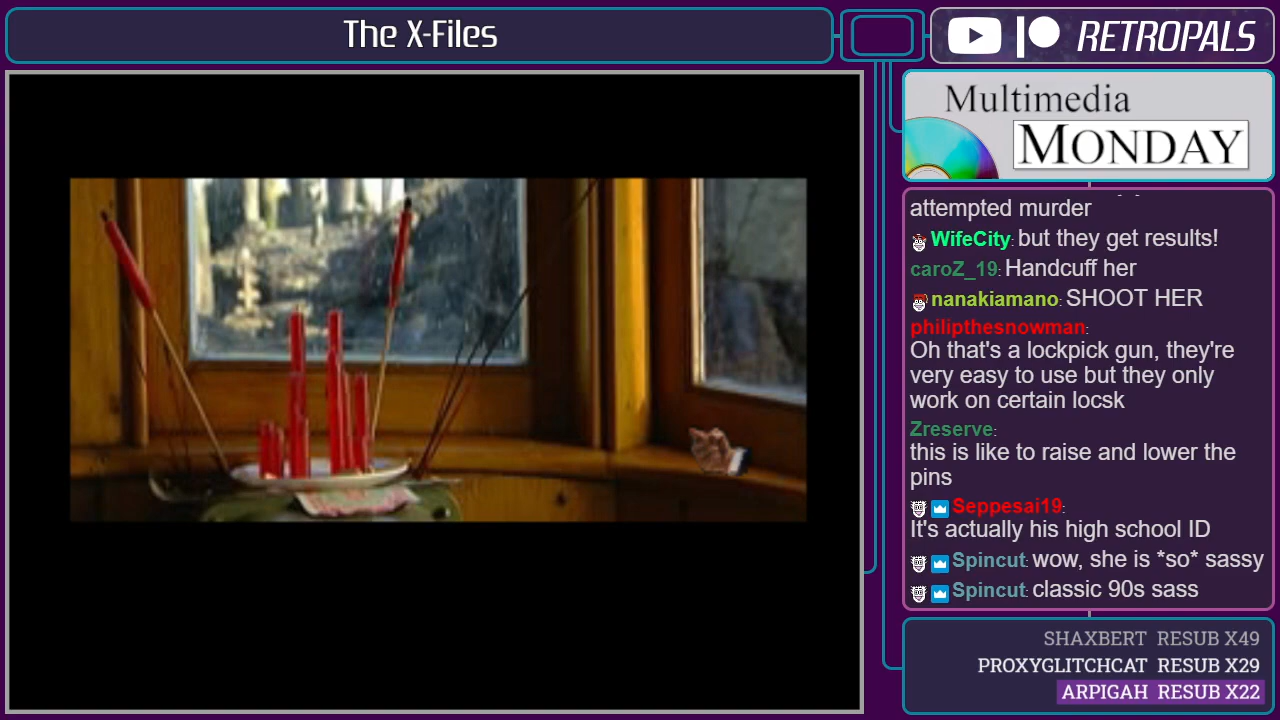 The X-Files
RETROPALS
Multimedia
MONDAY
attempted murder
WifeCity: but they get results!
caroZ_19: Handcuff her
nanakiamano: SHOOT HER
philipthesnowman:
Oh that's a lockpick gun, they're
very easy to use but they only
work on certain locsk
Zreserve:
this is like to raise and lower the
pins
Seppesai19:
It's actually his high school ID
Spincut: wow, she is *so* sassy
Spincut: classic 90s sass
SHAXBERT RESUB X49
PROXYGLITCHCAT RESUB X29
ARPIGAH RESUB X22